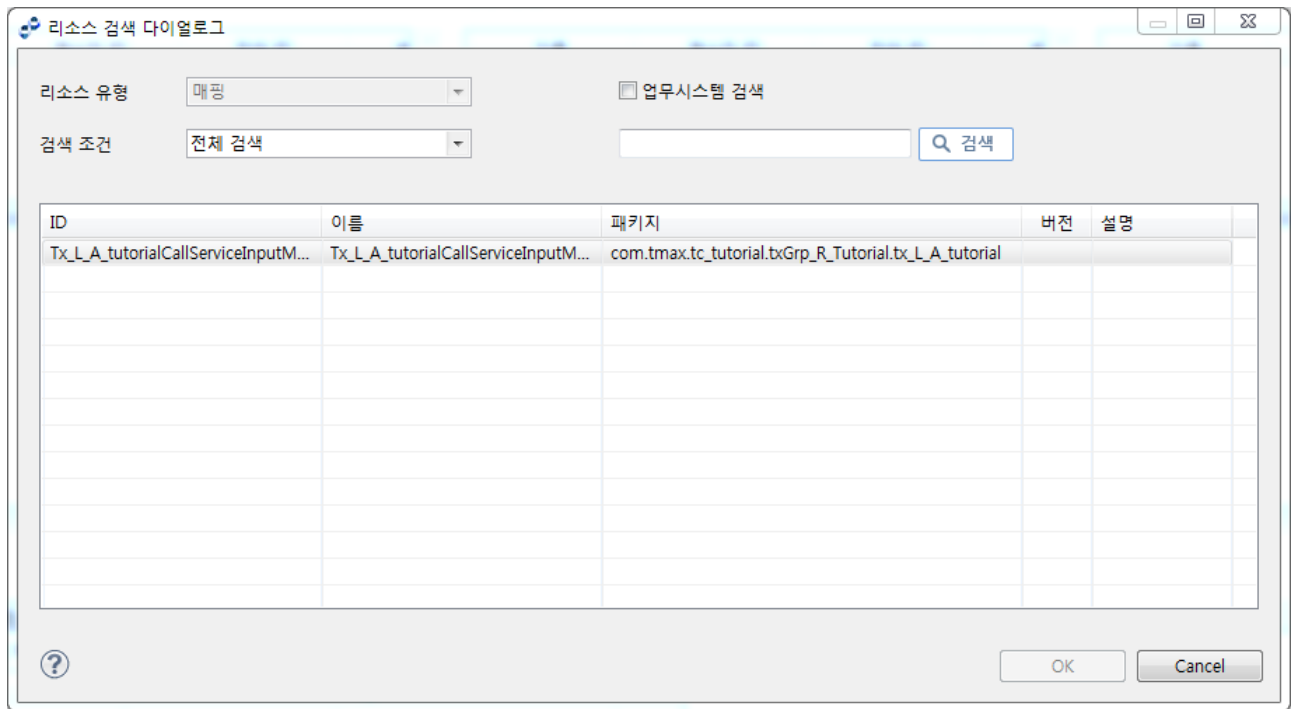 리소스 검색 다이얼로그
리소스 유형 매핑 업무시스템 검색
검색 조건 전체 검색 검색
ID 이름 패키지 버전 설명
Tx_L_A_tutorialCallServiceInputM... Tx_L_A_tutorialCallServiceInputM... com.tmax.tc_tutorial.txGrp_R_Tutorial.tx_L_A_tutorial
? OK Cancel